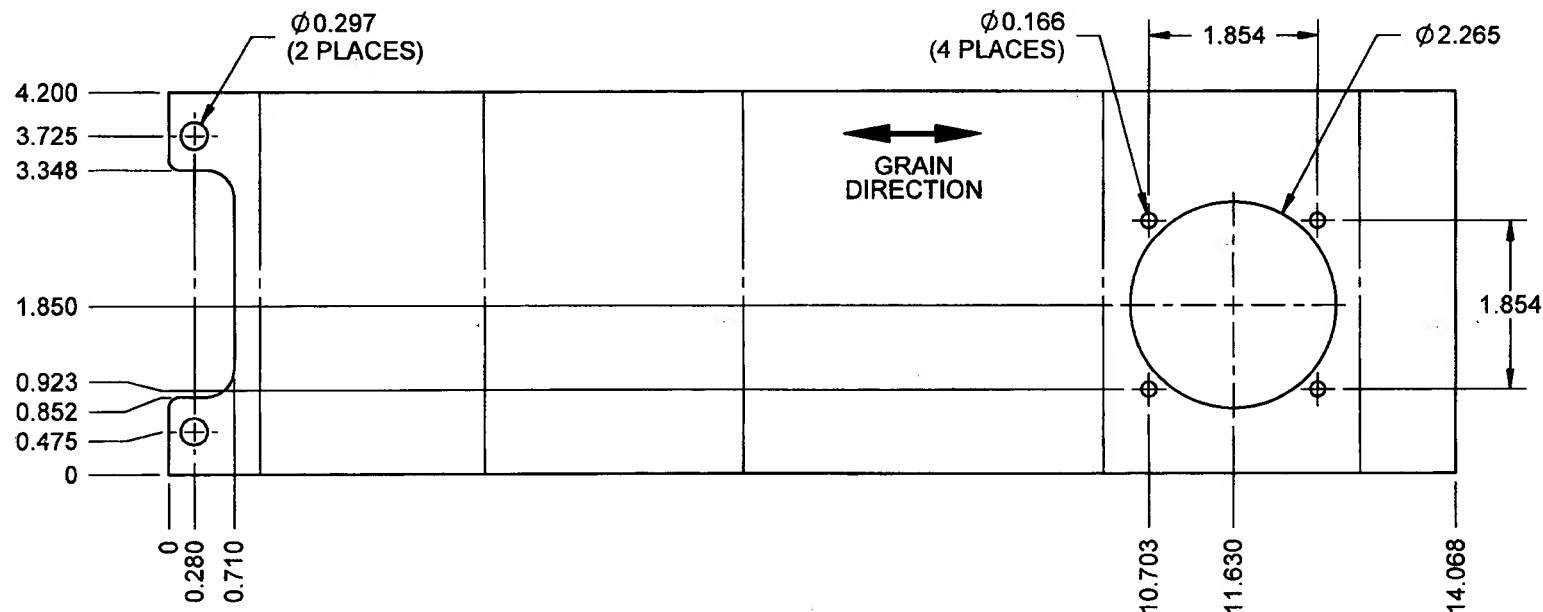 Ø0.297
(2 PLACES)
Ø0.166
(4 PLACES)
1.854
Ø2.265
4.200
3.725
3.348
GRAIN
DIRECTION
1.850
1.854
0.923
0.852
0.475
0
0
0.280
0.710
10.703
11.630
14.068